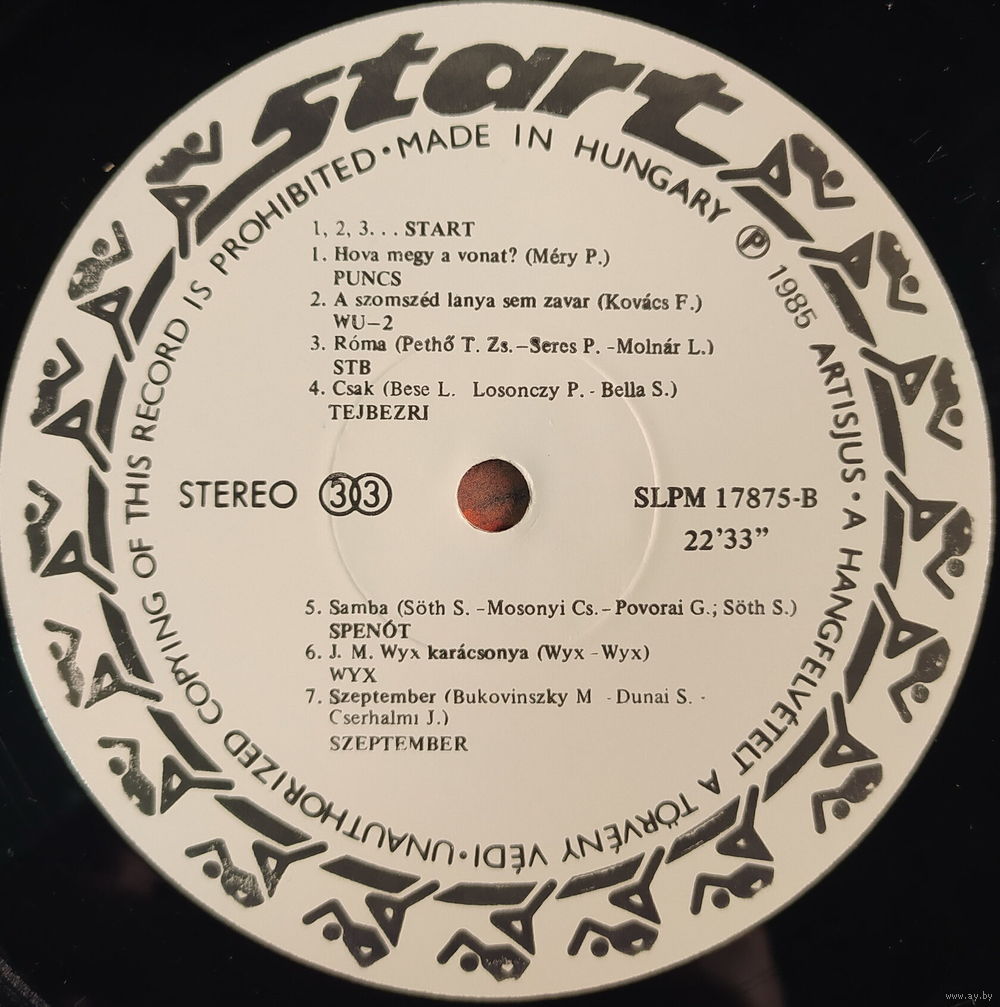 start
MADE IN HUNGARY Ⓟ 1985 ARTISJUS • A HANGFELVÉTELT A TÖRVÉNY VÉDI • UNAUTHORIZED COPYING OF THIS RECORD IS PROHIBITED •
1, 2, 3... START
1. Hova megy a vonat? (Méry P.)
PUNCS
2. A szomszéd lanya sem zavar (Kovács F.)
WU–2
3. Róma (Pethő T. Zs.–Seres P. -Molnár L.)
STB
4. Csak (Bese L. Losonczy P. - Bella S.)
TEJBEZRI
STEREO 33
SLPM 17875-B
22'33"
5. Samba (Söth S. –Mosonyi Cs. – Povorai G.; Söth S.)
SPENÓT
6. J. M. Wyx karácsonya (Wyx - Wyx)
WYX
7. Szeptember (Bukovinszky M - Dunai S. -
Cserhalmi J.)
SZEPTEMBER
www.ay.by